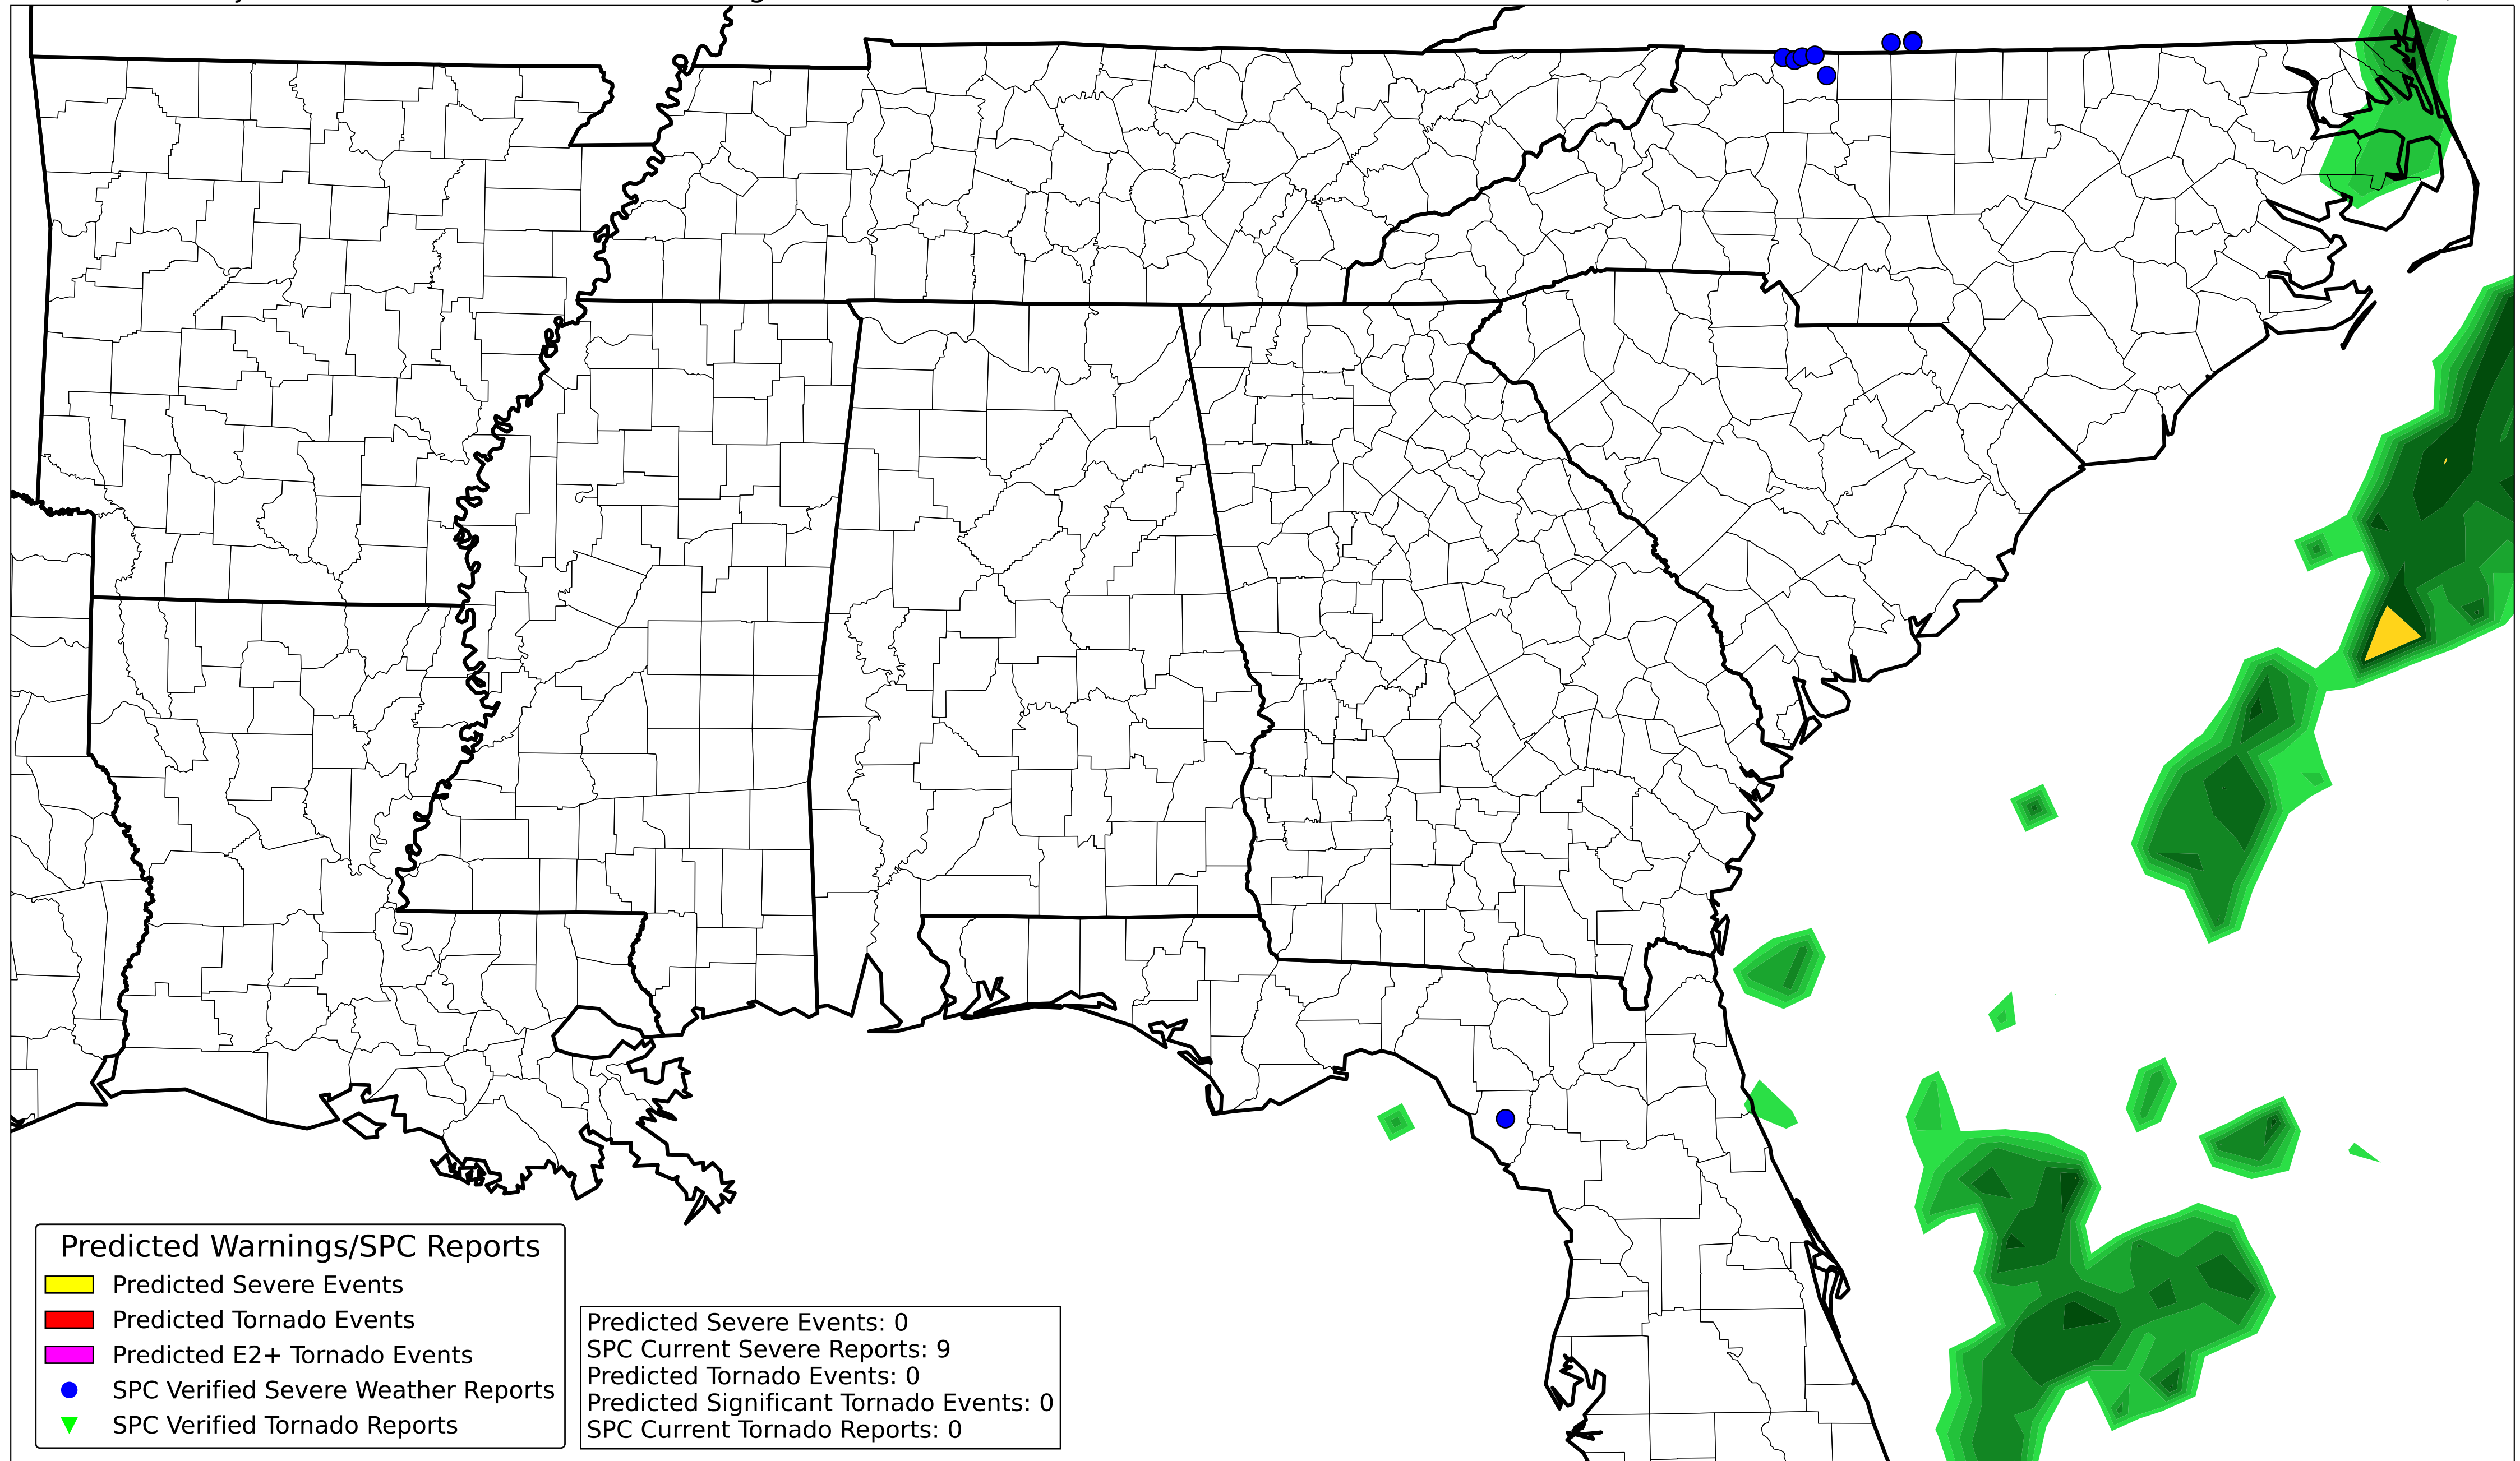 Predicted Warnings/SPC Reports
Predicted Severe Events
Predicted Tornado Events
Predicted E2+ Tornado Events
SPC Verified Severe Weather Reports
SPC Verified Tornado Reports
Predicted Severe Events: 0
SPC Current Severe Reports: 9
Predicted Tornado Events: 0
Predicted Significant Tornado Events: 0
SPC Current Tornado Reports: 0